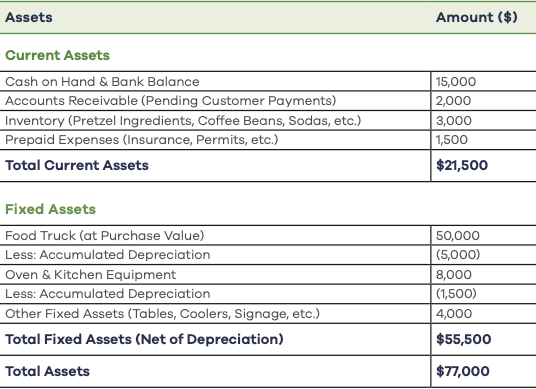 Assets Amount ($)
Current Assets
Cash on Hand & Bank Balance 15,000
Accounts Receivable (Pending Customer Payments) 2,000
Inventory (Pretzel Ingredients, Coffee Beans, Sodas, etc.) 3,000
Prepaid Expenses (Insurance, Permits, etc.) 1,500
Total Current Assets $21,500
Fixed Assets
Food Truck (at Purchase Value) 50,000
Less: Accumulated Depreciation (5,000)
Oven & Kitchen Equipment 8,000
Less: Accumulated Depreciation (1,500)
Other Fixed Assets (Tables, Coolers, Signage, etc.) 4,000
Total Fixed Assets (Net of Depreciation) $55,500
Total Assets $77,000